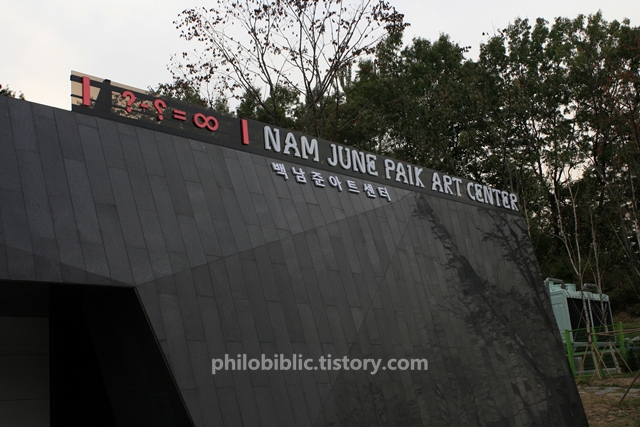 | ?=? = ∞ | NAM JUNE PAIK ART CENTER
백남준아트센터
philobiblic.tistory.com